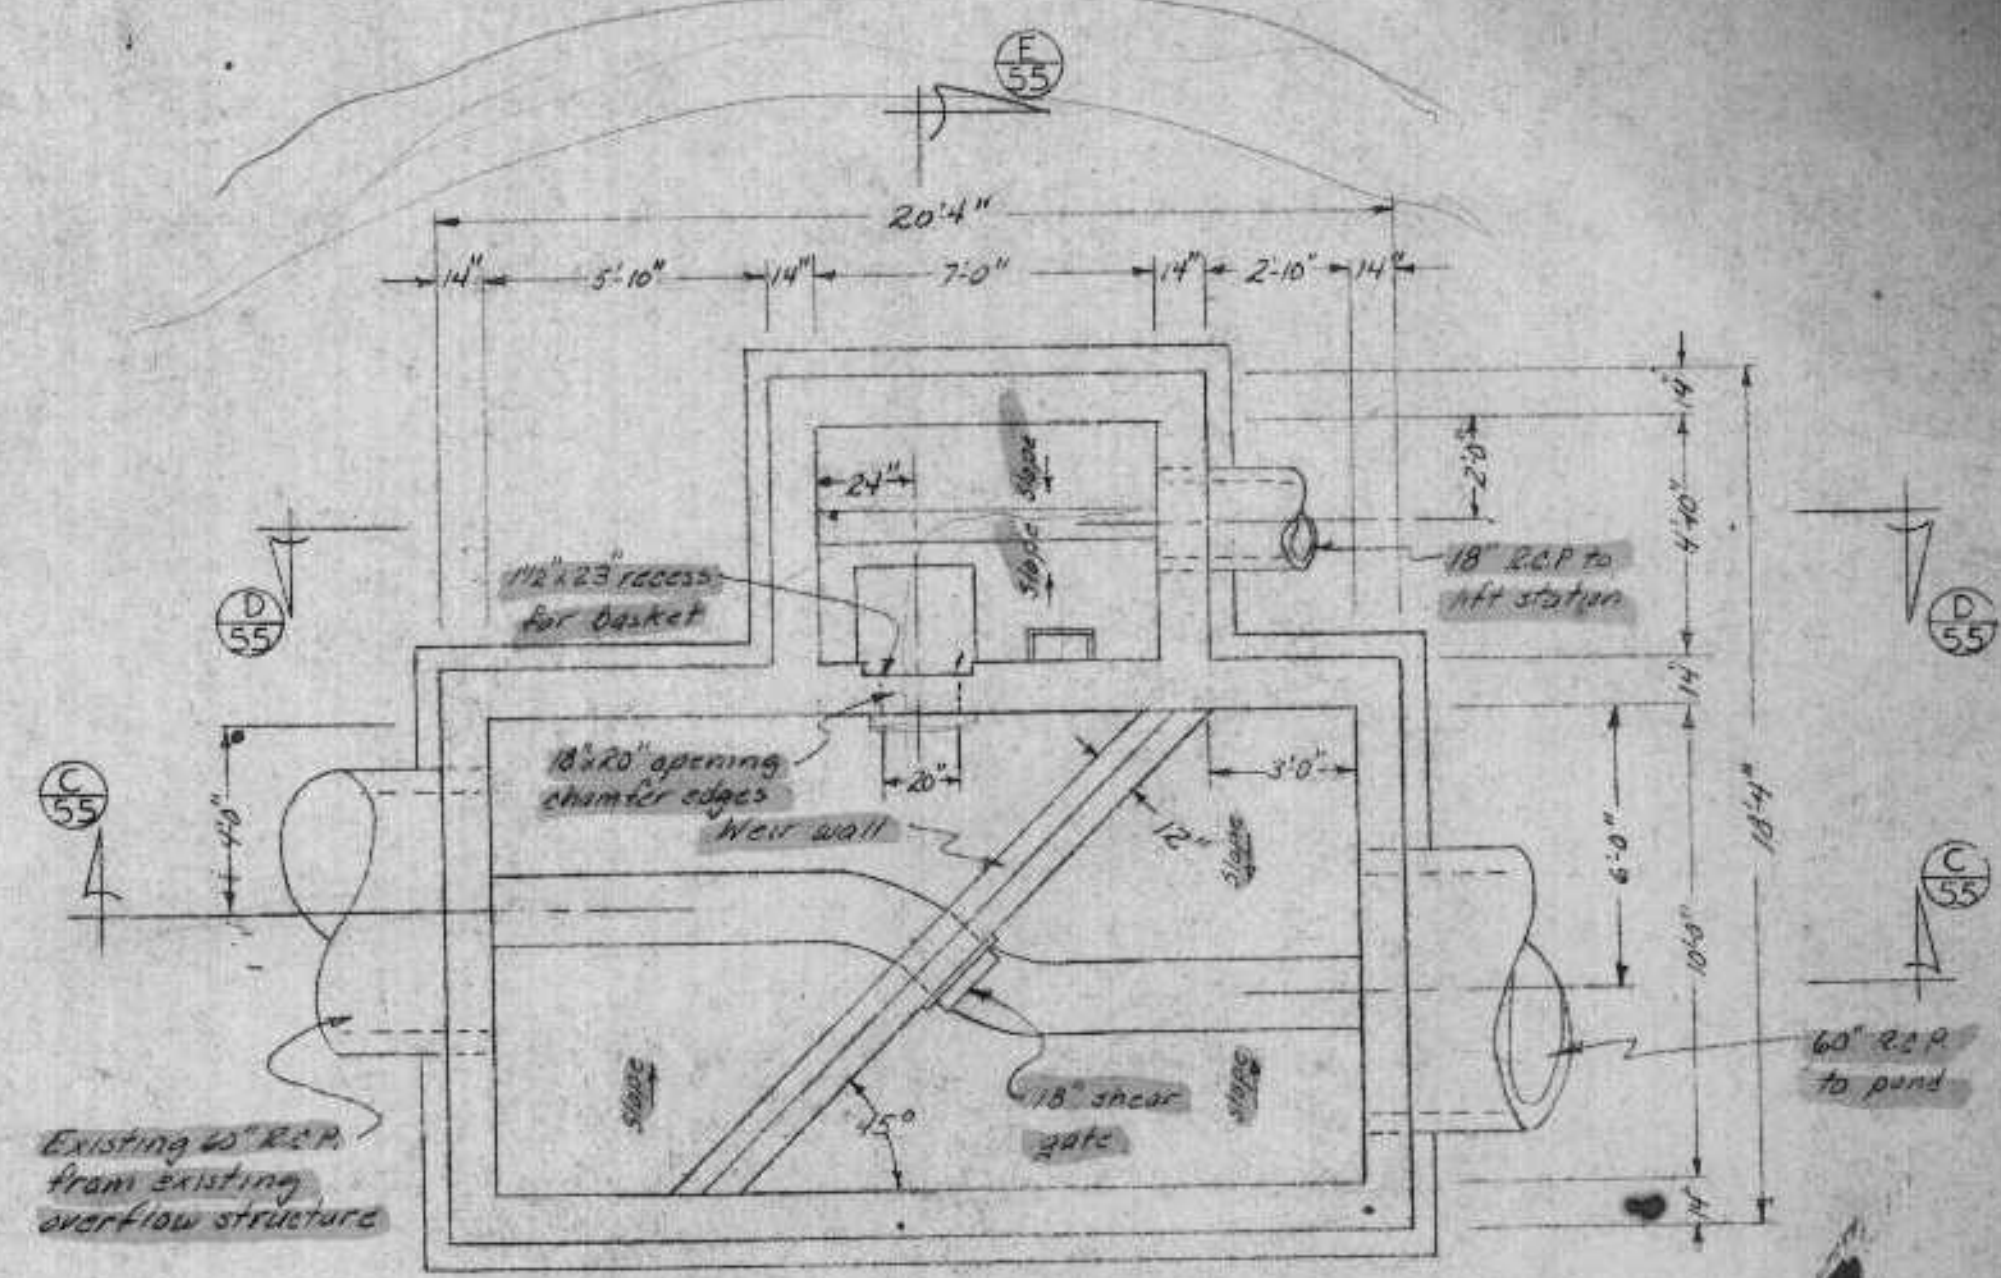 E
55
20'4"
14"
5'-10"
14"
7'-0"
14"
2'-10"
14"
14"
2'0"
24"
slope
slope
4'-0"
D
55
D
55
1½"x23" recess
for basket
18" R.C.P. to
lift station
14"
18"x20" opening
chamfer edges
20"
3'0"
Weir wall
12"
slope
C
55
4'0"
6'-0"
18'4"
C
55
10'0"
slope
18" shear
gate
slope
45°
60" R.C.P.
to pond
Existing 60" R.C.P.
from existing
overflow structure
14"